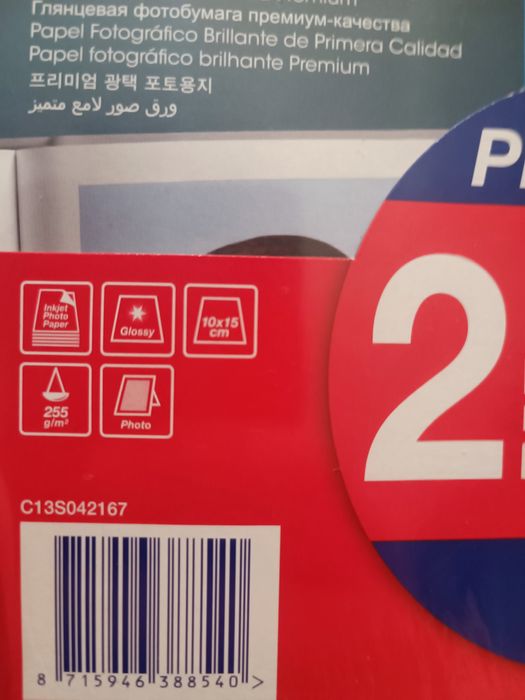 Глянцевая фотобумага премиум-качества
Papel Fotográfico Brillante de Primera Calidad
Papel fotográfico brilhante Premium
프리미엄 광택 포토용지
ورق صور لامع متميز
2
Inkjet
Photo
Paper
Glossy
10x15
cm
255
g/m²
Photo
C13S042167
8 715946 388540 >